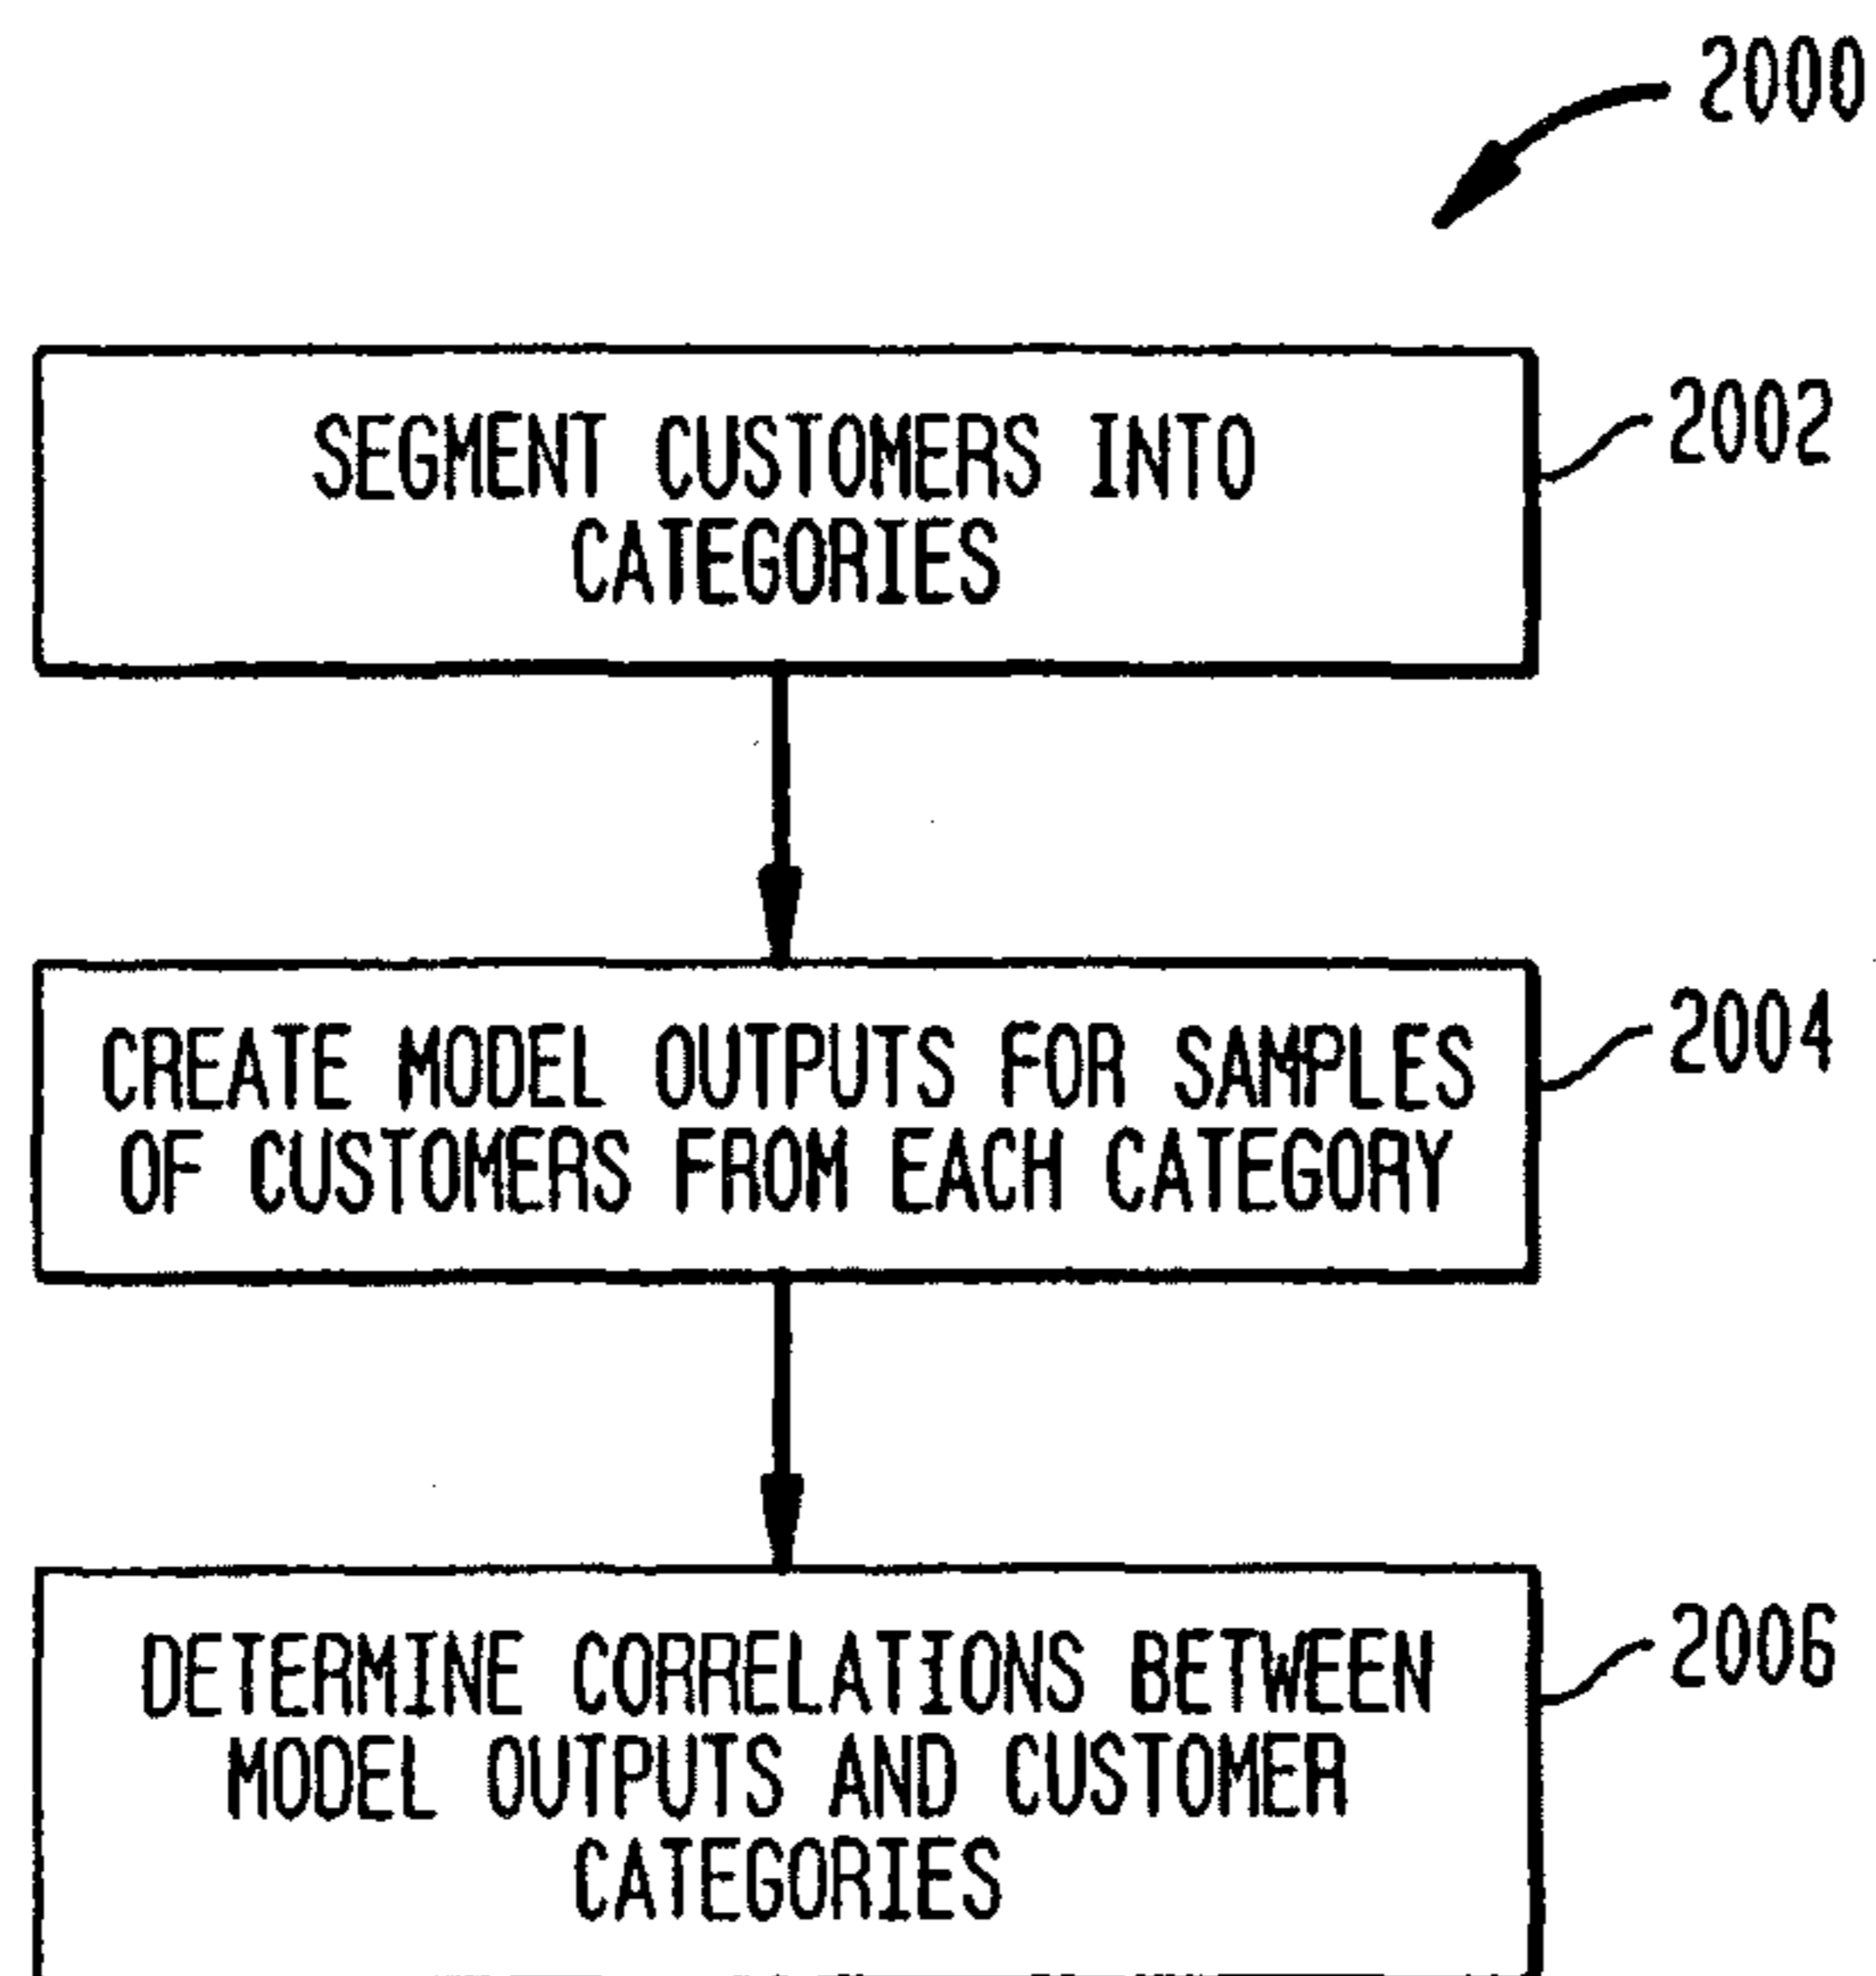 2000
SEGMENT CUSTOMERS INTO
CATEGORIES
2002
CREATE MODEL OUTPUTS FOR SAMPLES
OF CUSTOMERS FROM EACH CATEGORY
2004
DETERMINE CORRELATIONS BETWEEN
MODEL OUTPUTS AND CUSTOMER
CATEGORIES
2006